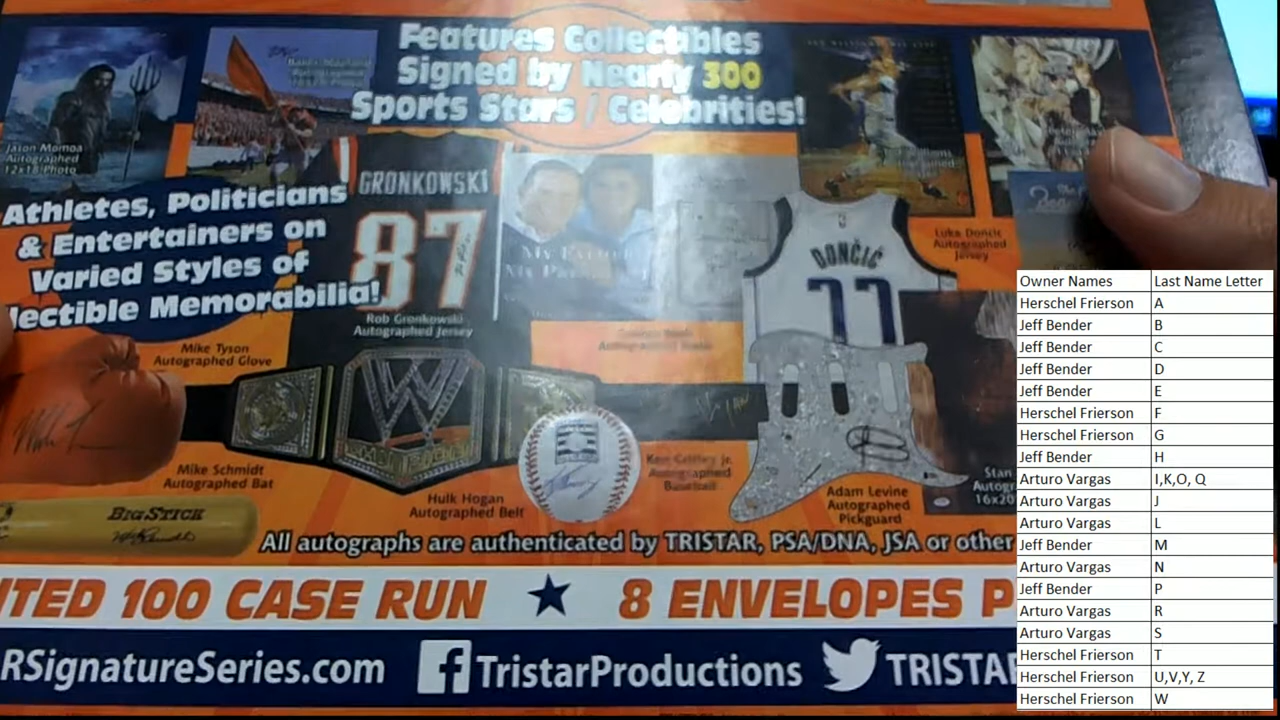 Features Collectibles
Signed by Nearly 300
Sports Stars / Celebrities!
Jason Momoa
Autographed
12x18 Photo
Athletes, Politicians
& Entertainers on
Varied Styles of
lectible Memorabilia!
GRONKOWSKI
87
Rob Gronkowski
Autographed Jersey
Luka Doncic
Autographed
Jersey
DONČIĆ
77
Mike Tyson
Autographed Glove
Mike Schmidt
Autographed Bat
BIG STICK
Hulk Hogan
Autographed Belt
Ken Griffey Jr.
Autographed
Baseball
Adam Levine
Autographed
Pickguard
Stan
Autogr
16x20
All autographs are authenticated by TRISTAR, PSA/DNA, JSA or other
ITED 100 CASE RUN ★ 8 ENVELOPES P
RSignatureSeries.com
TristarProductions
TRISTAR
Owner Names Last Name Letter
Herschel Frierson A
Jeff Bender B
Jeff Bender C
Jeff Bender D
Jeff Bender E
Herschel Frierson F
Herschel Frierson G
Jeff Bender H
Arturo Vargas I,K,O, Q
Arturo Vargas J
Arturo Vargas L
Jeff Bender M
Arturo Vargas N
Jeff Bender P
Arturo Vargas R
Arturo Vargas S
Herschel Frierson T
Herschel Frierson U,V,Y, Z
Herschel Frierson W